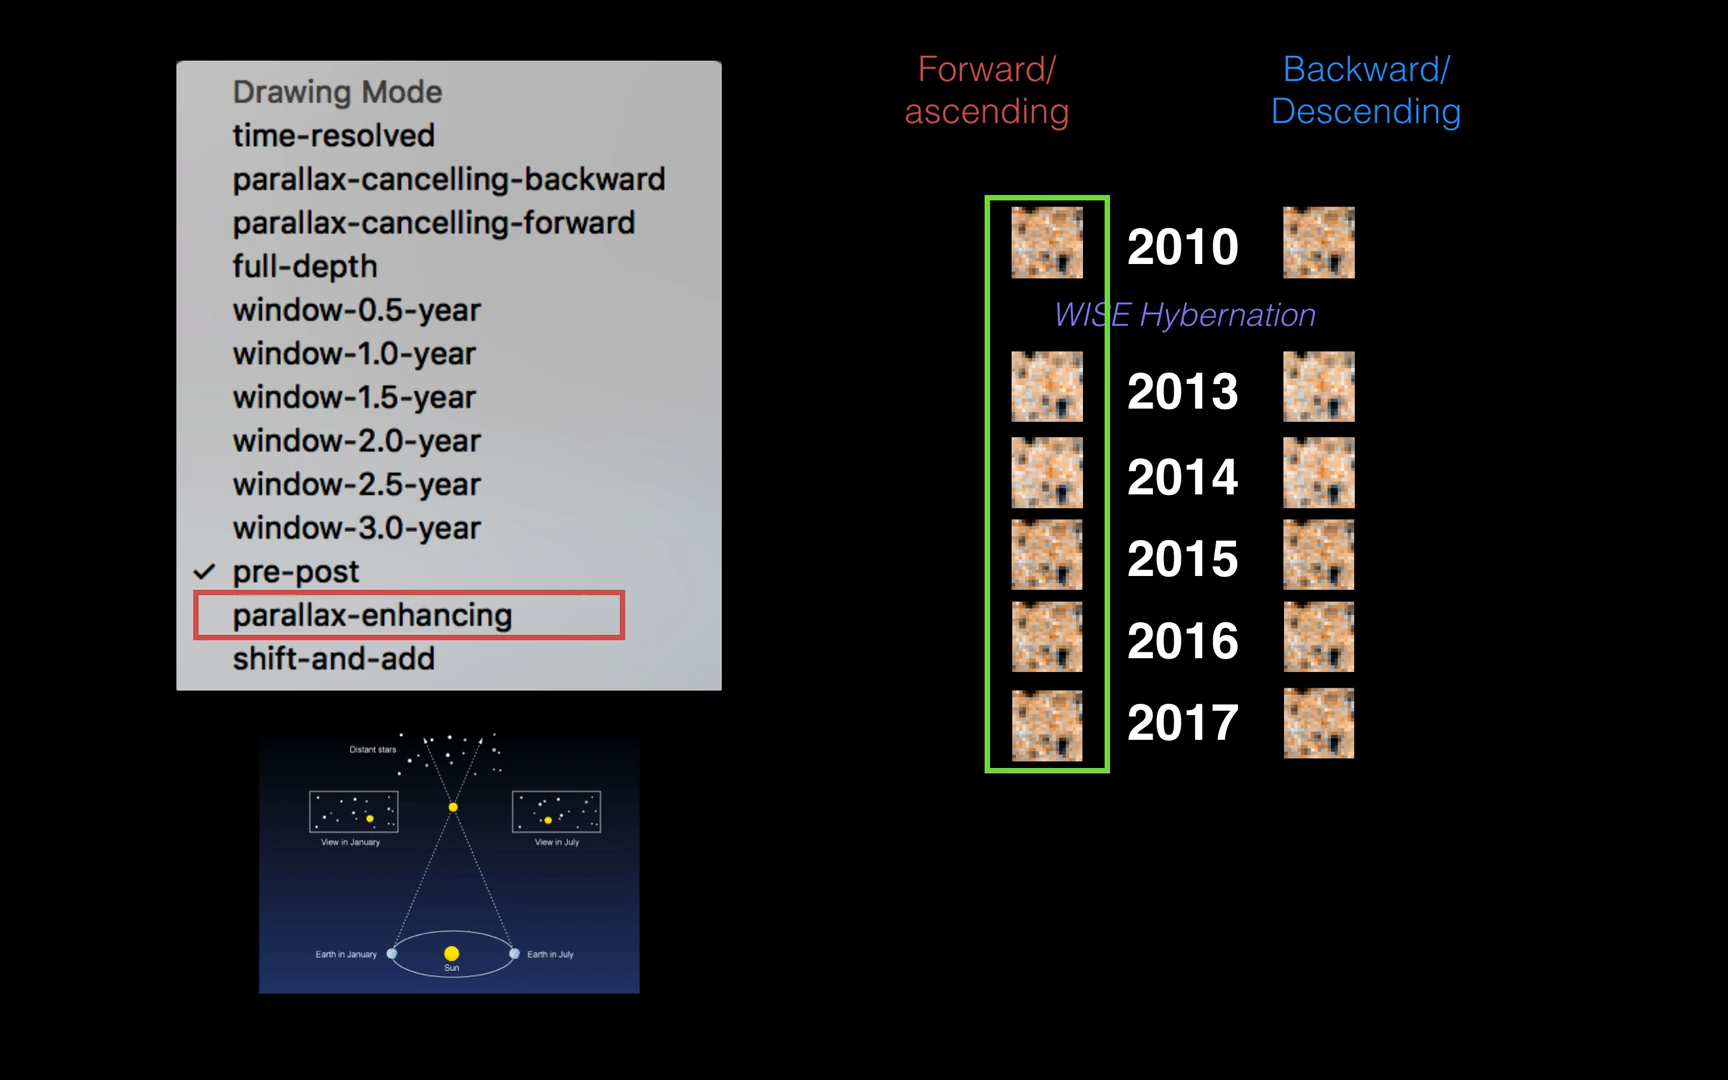 Drawing Mode
time-resolved
parallax-cancelling-backward
parallax-cancelling-forward
full-depth
window-0.5-year
window-1.0-year
window-1.5-year
window-2.0-year
window-2.5-year
window-3.0-year
✓ pre-post
parallax-enhancing
shift-and-add
Distant stars
View in January
View in July
Earth in January
Sun
Earth in July
Forward/
ascending
Backward/
Descending
2010
WISE Hybernation
2013
2014
2015
2016
2017